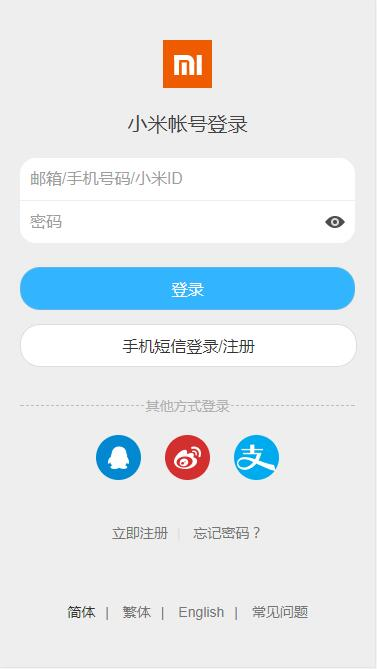 mi
小米帐号登录
邮箱/手机号码/小米ID
密码
登录
手机短信登录/注册
其他方式登录
支
立即注册 | 忘记密码？
简体 | 繁体 | English | 常见问题